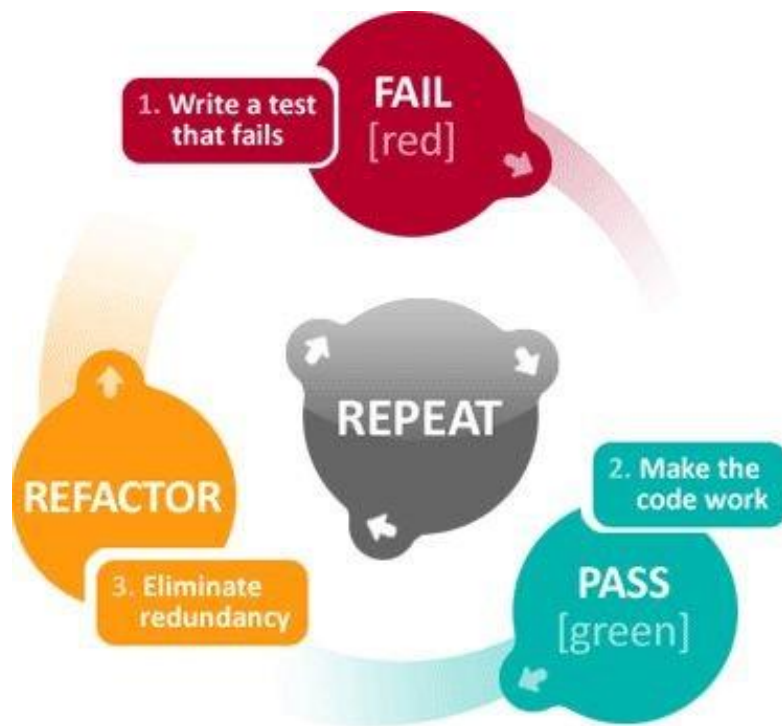 1. Write a test
that fails
FAIL
[red]
REPEAT
2. Make the
code work
PASS
[green]
REFACTOR
3. Eliminate
redundancy